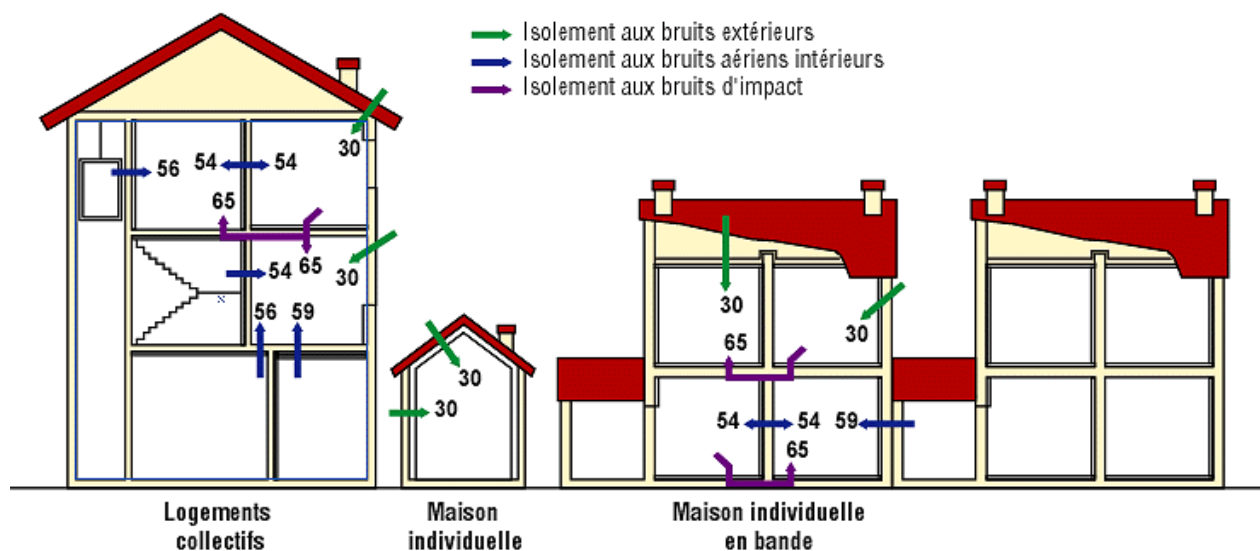 Isolement aux bruits extérieurs
Isolement aux bruits aériens intérieurs
Isolement aux bruits d'impact
30
56
54
54
65
65
54
30
56
59
30
30
30
30
65
54
54
59
65
Logements
collectifs
Maison
individuelle
Maison individuelle
en bande